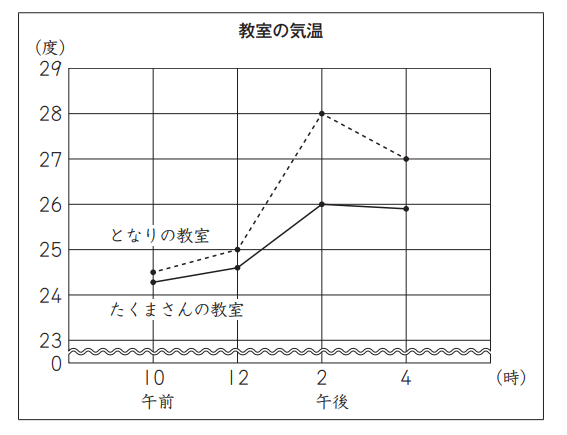 教室の気温
（度）
29
28
27
26
25
24
23
0
となりの教室
たくまさんの教室
10 12 2 4 （時）
午前 午後